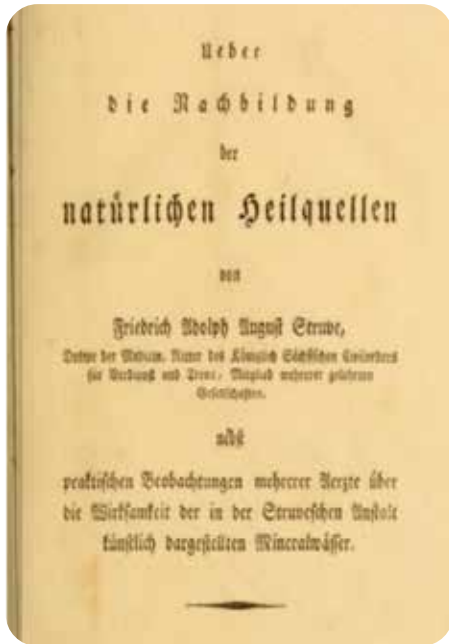 Ueber
die Nachbildung
der
natürlichen Heilquellen
von
Friedrich Adolph August Struve,
Doktor der Medicin, Ritter des Königlich Sächsischen Civilordens
für Verdienst und Treue, Mitglied mehrerer gelehrten
Gesellschaften.
nebst
praktischen Beobachtungen mehrerer Aerzte über
die Wirksamkeit der in der Struveschen Anstalt
künstlich dargestellten Mineralwässer.